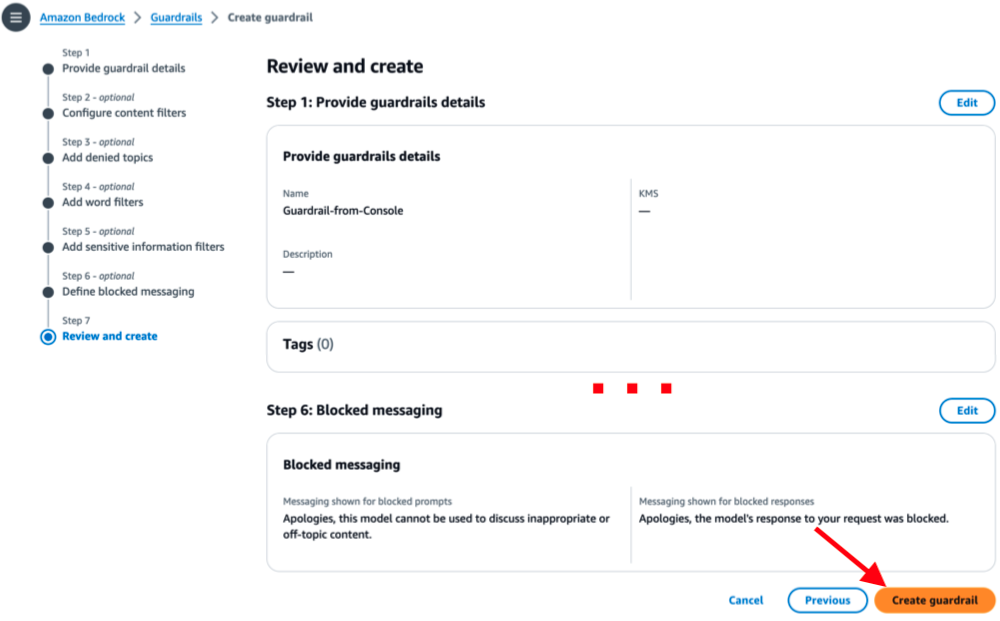 Amazon Bedrock > Guardrails > Create guardrail
Step 1
Provide guardrail details
Step 2 - optional
Configure content filters
Step 3 - optional
Add denied topics
Step 4 - optional
Add word filters
Step 5 - optional
Add sensitive information filters
Step 6 - optional
Define blocked messaging
Step 7
Review and create
Review and create
Step 1: Provide guardrails details
Edit
Provide guardrails details
Name
Guardrail-from-Console
Description
—
KMS
—
Tags (0)
Step 6: Blocked messaging
Edit
Blocked messaging
Messaging shown for blocked prompts
Apologies, this model cannot be used to discuss inappropriate or
off-topic content.
Messaging shown for blocked responses
Apologies, the model's response to your request was blocked.
Cancel
Previous
Create guardrail